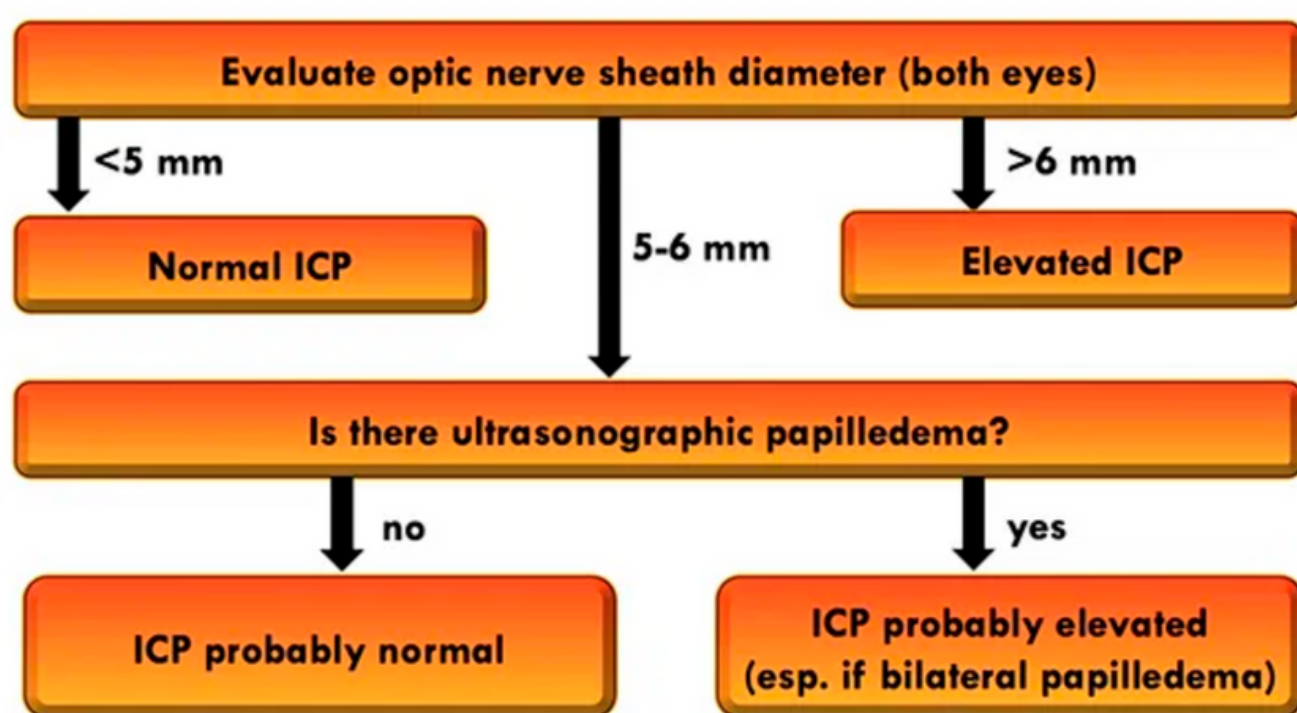 Evaluate optic nerve sheath diameter (both eyes)
<5 mm
>6 mm
5-6 mm
Normal ICP
Elevated ICP
Is there ultrasonographic papilledema?
no
yes
ICP probably normal
ICP probably elevated
(esp. if bilateral papilledema)